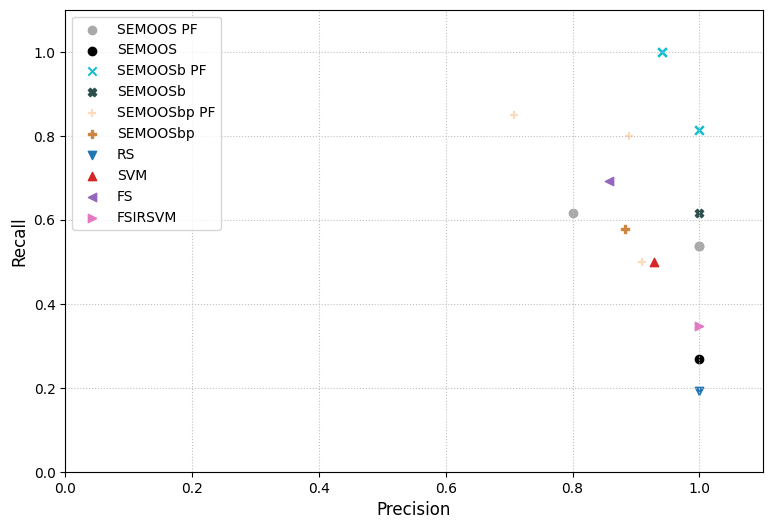 SEMOOS PF
SEMOOS
SEMOOSb PF
SEMOOSb
SEMOOSbp PF
SEMOOSbp
RS
SVM
FS
FSIRSVM
Recall
1.0
0.8
0.6
0.4
0.2
0.0
0.0 0.2 0.4 0.6 0.8 1.0
Precision